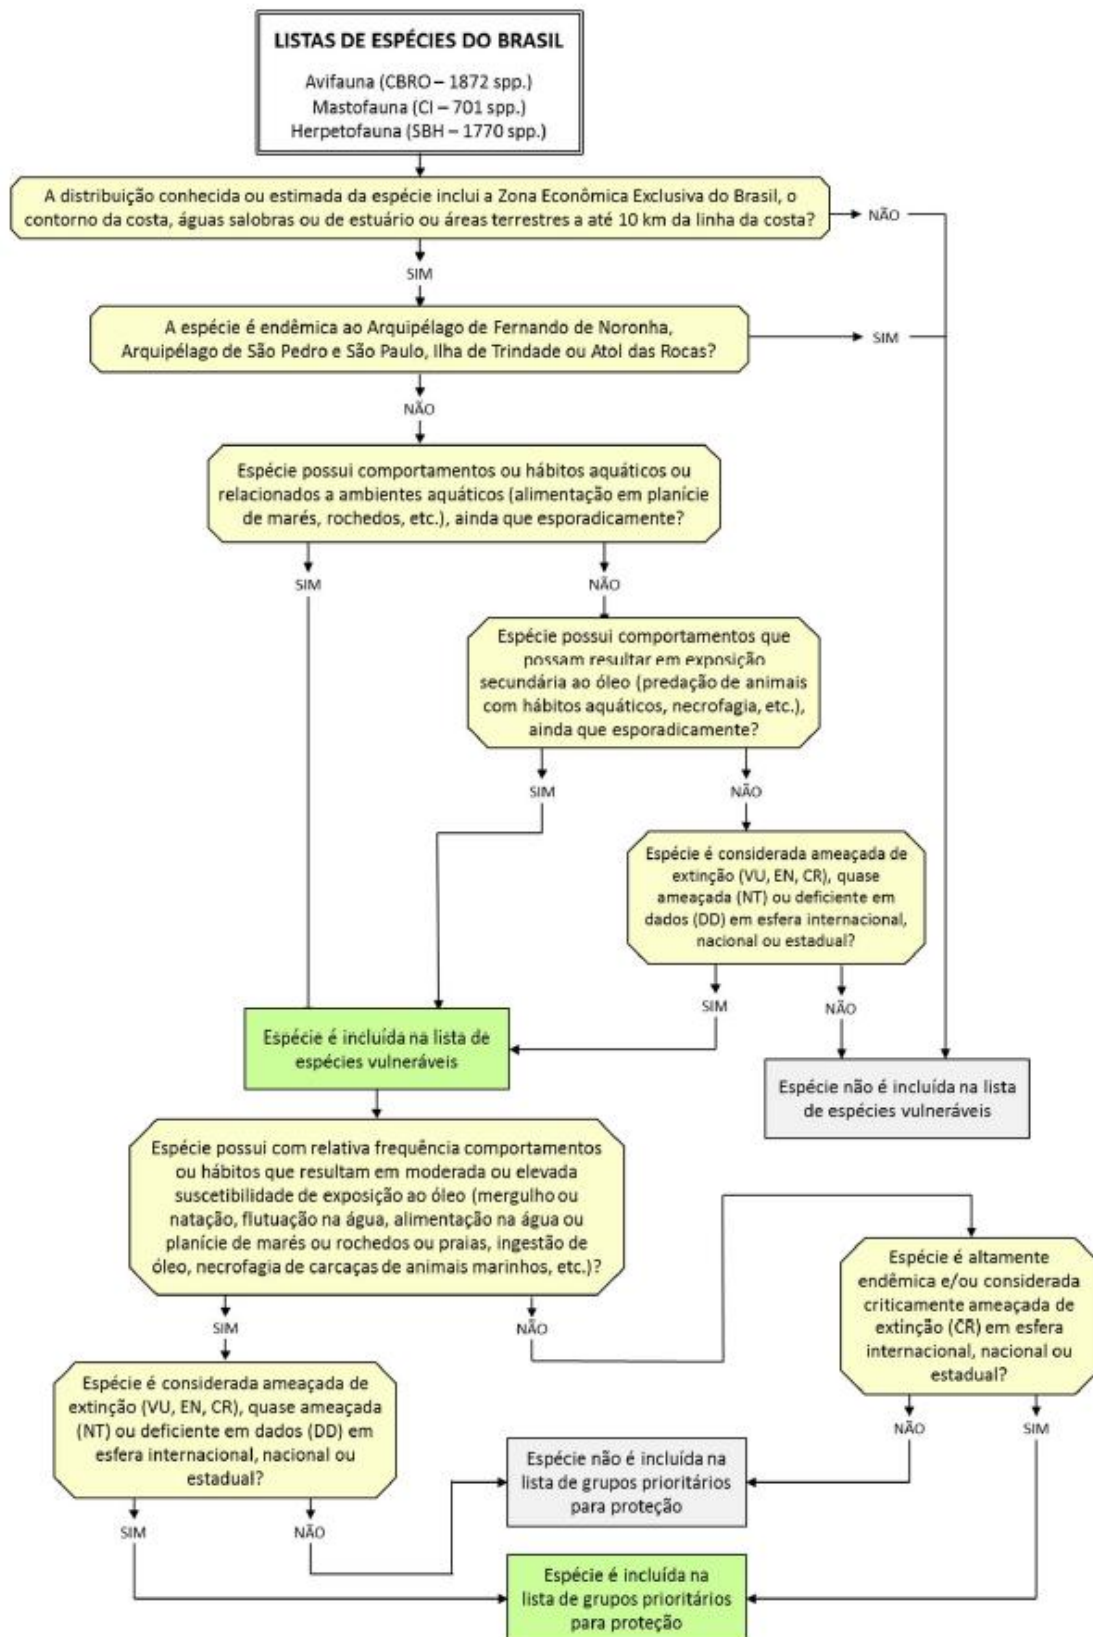 LISTAS DE ESPÉCIES DO BRASIL
Avifauna (CBRO – 1872 spp.)
Mastofauna (CI – 701 spp.)
Herpetofauna (SBH – 1770 spp.)
A distribuição conhecida ou estimada da espécie inclui a Zona Econômica Exclusiva do Brasil, o
contorno da costa, águas salobras ou de estuário ou áreas terrestres a até 10 km da linha da costa?
NÃO
SIM
A espécie é endêmica ao Arquipélago de Fernando de Noronha,
Arquipélago de São Pedro e São Paulo, Ilha de Trindade ou Atol das Rocas?
SIM
NÃO
Espécie possui comportamentos ou hábitos aquáticos ou
relacionados a ambientes aquáticos (alimentação em planície
de marés, rochedos, etc.), ainda que esporadicamente?
SIM
NÃO
Espécie possui comportamentos que
possam resultar em exposição
secundária ao óleo (predação de animais
com hábitos aquáticos, necrofagia, etc.),
ainda que esporadicamente?
SIM
NÃO
Espécie é considerada ameaçada de
extinção (VU, EN, CR), quase
ameaçada (NT) ou deficiente em
dados (DD) em esfera internacional,
nacional ou estadual?
SIM
NÃO
Espécie é incluída na lista de
espécies vulneráveis
Espécie não é incluída na lista
de espécies vulneráveis
Espécie possui com relativa frequência comportamentos
ou hábitos que resultam em moderada ou elevada
suscetibilidade de exposição ao óleo (mergulho ou
natação, flutuação na água, alimentação na água ou
planície de marés ou rochedos ou praias, ingestão de
óleo, necrofagia de carcaças de animais marinhos, etc.)?
SIM
NÃO
Espécie é altamente
endêmica e/ou considerada
criticamente ameaçada de
extinção (CR) em esfera
internacional, nacional ou
estadual?
NÃO
SIM
Espécie é considerada ameaçada de
extinção (VU, EN, CR), quase ameaçada
(NT) ou deficiente em dados (DD) em
esfera internacional, nacional ou
estadual?
SIM
NÃO
Espécie não é incluída na
lista de grupos prioritários
para proteção
Espécie é incluída na
lista de grupos prioritários
para proteção